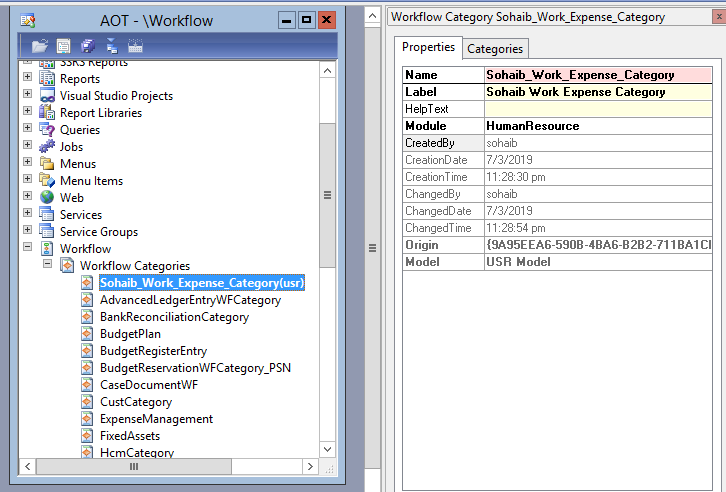 AOT - \Workflow
SSRS Reports
Reports
Visual Studio Projects
Report Libraries
Queries
Jobs
Menus
Menu Items
Web
Services
Service Groups
Workflow
Workflow Categories
Sohaib_Work_Expense_Category(usr)
AdvancedLedgerEntryWFCategory
BankReconciliationCategory
BudgetPlan
BudgetRegisterEntry
BudgetReservationWFCategory_PSN
CaseDocumentWF
CustCategory
ExpenseManagement
FixedAssets
HcmCategory
Workflow Category Sohaib_Work_Expense_Category
Properties Categories
Name Sohaib_Work_Expense_Category
Label Sohaib Work Expense Category
HelpText
Module HumanResource
CreatedBy sohaib
CreationDate 7/3/2019
CreationTime 11:28:30 pm
ChangedBy sohaib
ChangedDate 7/3/2019
ChangedTime 11:28:54 pm
Origin {9A95EEA6-590B-4BA6-B2B2-711BA1CI
Model USR Model